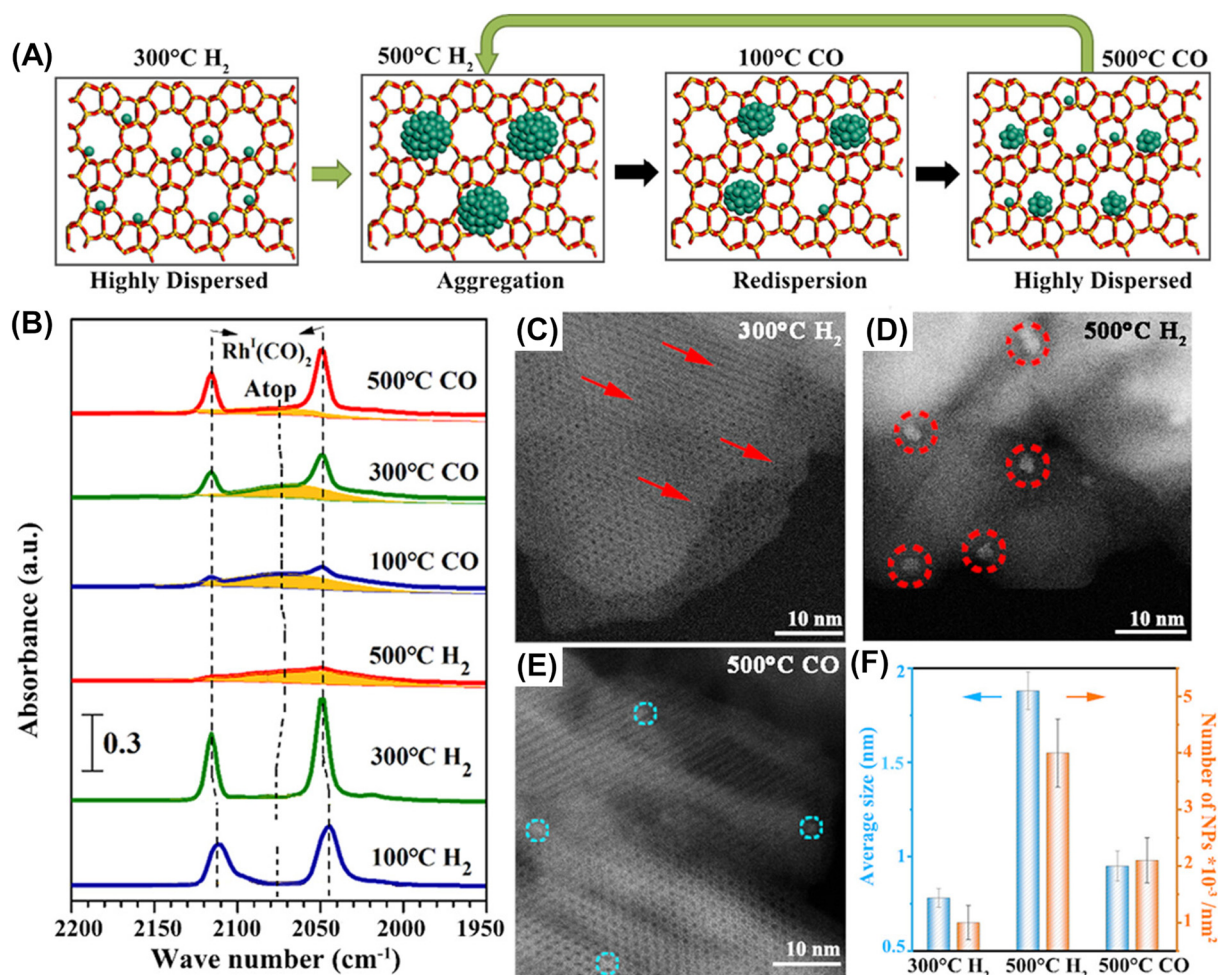 (A)
300°C H₂
500°C H₂
100°C CO
500°C CO
Highly Dispersed
Aggregation
Redispersion
Highly Dispersed
(B)
Rhᴵ(CO)₂
Atop
500°C CO
300°C CO
100°C CO
500°C H₂
0.3
300°C H₂
100°C H₂
Absorbance (a.u.)
2200 2150 2100 2050 2000 1950
Wave number (cm⁻¹)
(C)
300°C H₂
10 nm
(D)
500°C H₂
10 nm
(E)
500°C CO
10 nm
(F)
Average size (nm)
2
1.5
1
0.5
Number of NPs *10⁻³ /nm²
5
4
3
2
1
300°C H₂ 500°C H₂ 500°C CO